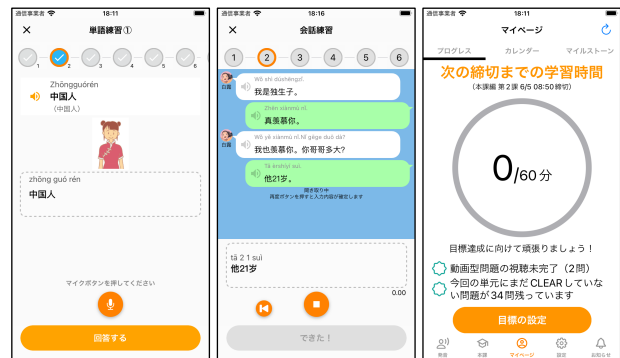 通信事業者 18:11
× 単語練習①
1 2 3 4 5 6
Zhōngguórén
中国人
（中国人）
zhōng guó rén
中国人
マイクボタンを押してください
回答する
通信事業者 18:16
× 会話練習
1 2 3 4 5 6
Wǒ shì dúshēngzǐ.
我是独生子。
白霞
Zhēn xiànmù nǐ.
真羡慕你。
Wǒ yě xiànmù nǐ.Nǐ gēge duō dà?
我也羡慕你。你哥哥多大？
Tā èrshíyī suì.
他21岁。
聞き取り中
再度ボタンを押すと入力内容が確定します
tā 2 1 suì
他21岁
0.00
できた！
通信事業者 18:11
マイページ
プログレス カレンダー マイルストーン
次の締切までの学習時間
（本課編 第2課 6/5 08:50締切）
0/60分
目標達成に向けて頑張りましょう！
動画型問題の視聴未完了（2問）
今回の単元にまだCLEARしていな
い問題が34問残っています
目標の設定
発音 本課 マイページ 設定 お知らせ